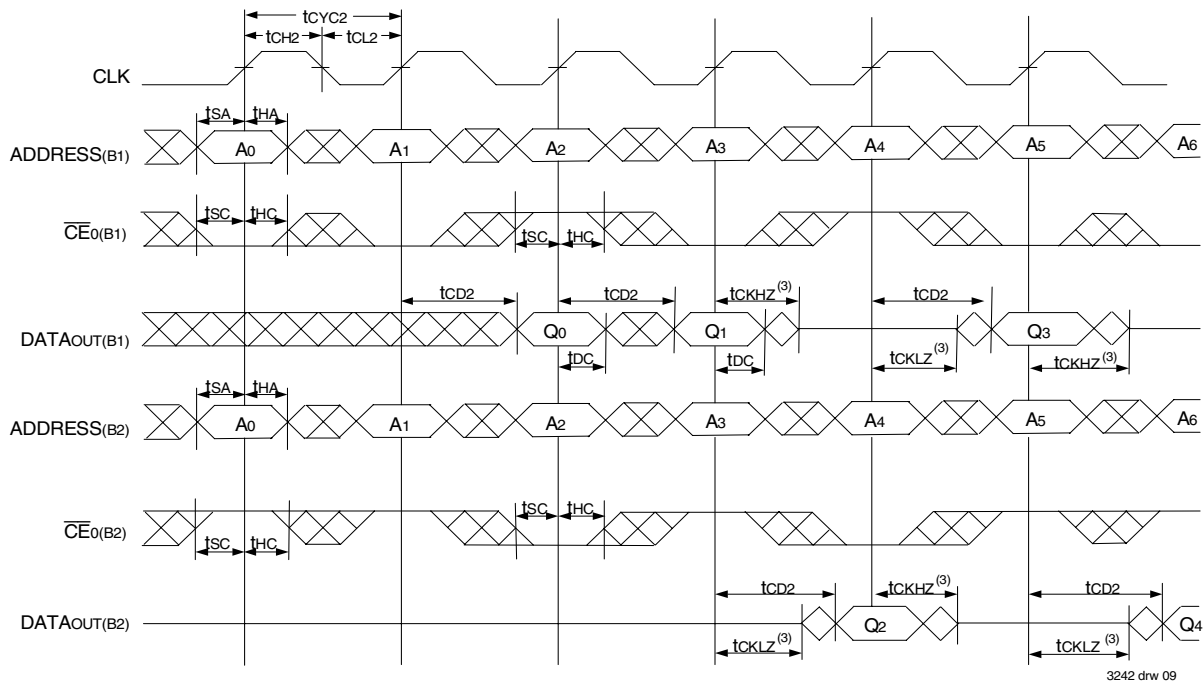 tCYC2
tCH2 tCL2
CLK
tSA tHA
ADDRESS(B1) A0 A1 A2 A3 A4 A5 A6
tSC tHC
CE0(B1)
tSC tHC
tCD2 tCD2 tCKHZ(3) tCD2
DATAOUT(B1) Q0 Q1 Q3
tDC tDC tCKLZ(3) tCKHZ(3)
tSA tHA
ADDRESS(B2) A0 A1 A2 A3 A4 A5 A6
tSC tHC
CE0(B2)
tSC tHC
tCD2 tCKHZ(3) tCD2
DATAOUT(B2) Q2 Q4
tCKLZ(3) tCKLZ(3)
3242 drw 09